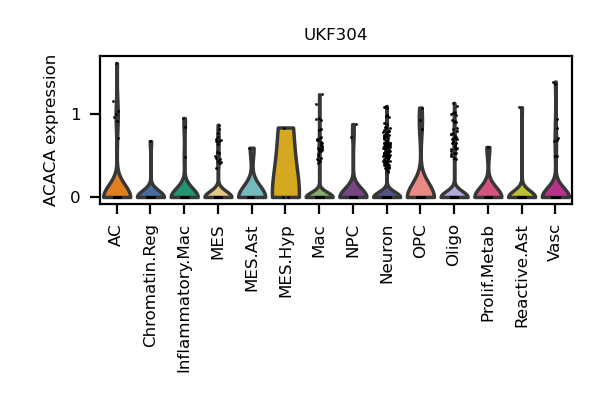 UKF304
ACACA expression
1
0
AC
Chromatin.Reg
Inflammatory.Mac
MES
MES.Ast
MES.Hyp
Mac
NPC
Neuron
OPC
Oligo
Prolif.Metab
Reactive.Ast
Vasc